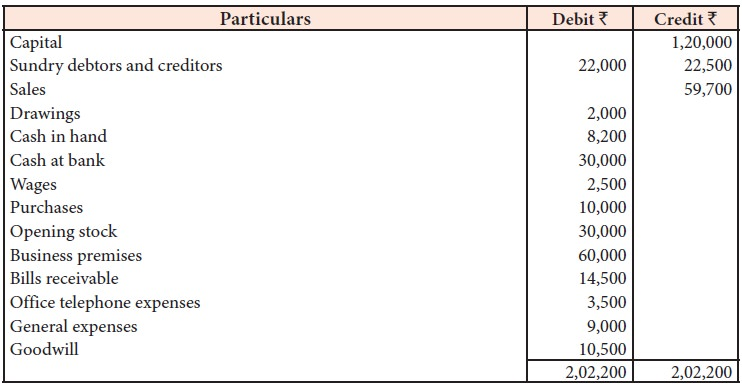 Particulars Debit ₹ Credit ₹
Capital 1,20,000
Sundry debtors and creditors 22,000 22,500
Sales 59,700
Drawings 2,000
Cash in hand 8,200
Cash at bank 30,000
Wages 2,500
Purchases 10,000
Opening stock 30,000
Business premises 60,000
Bills receivable 14,500
Office telephone expenses 3,500
General expenses 9,000
Goodwill 10,500
2,02,200 2,02,200